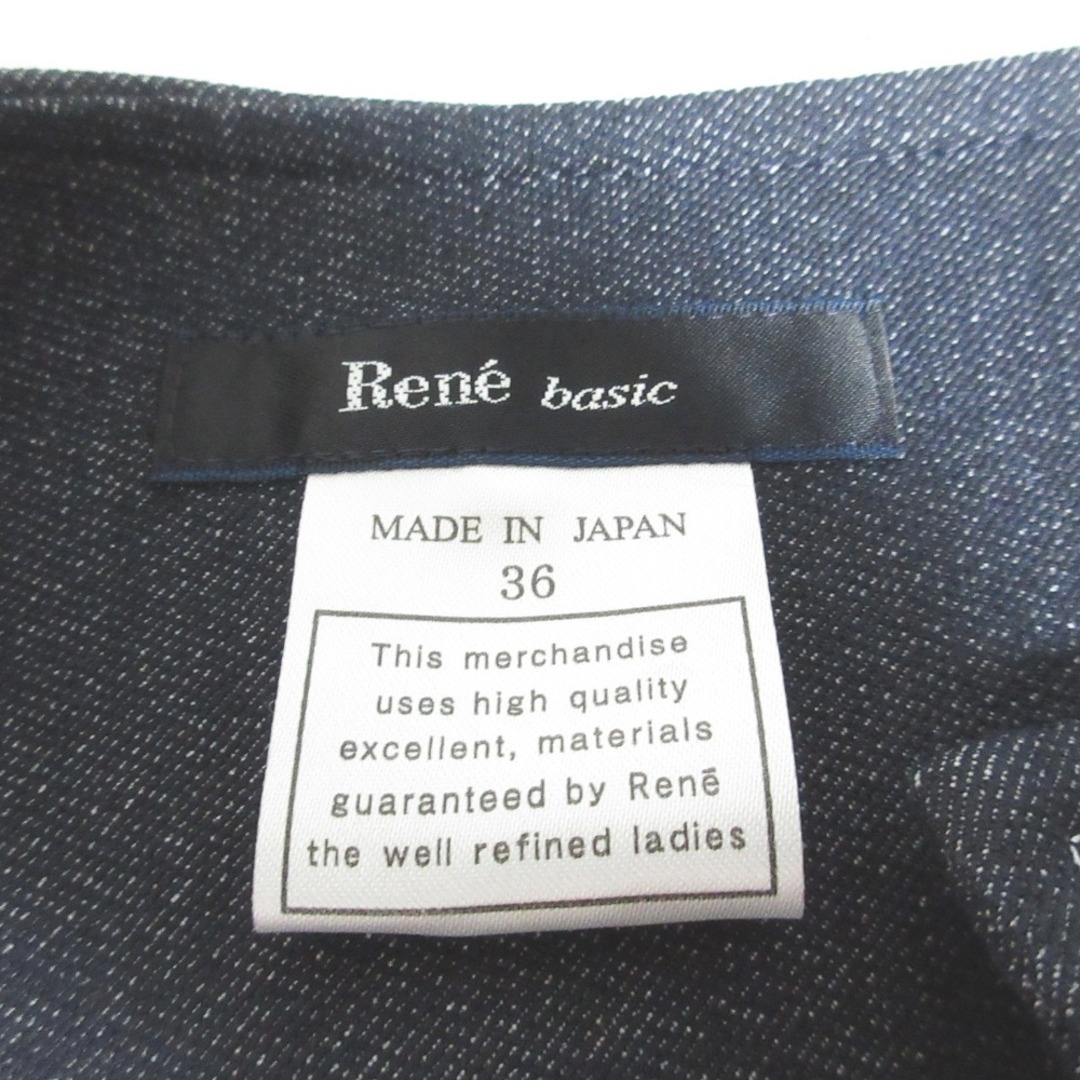 René basic
MADE IN JAPAN
36
This merchandise
uses high quality
excellent, materials
guaranteed by Renē
the well refined ladies